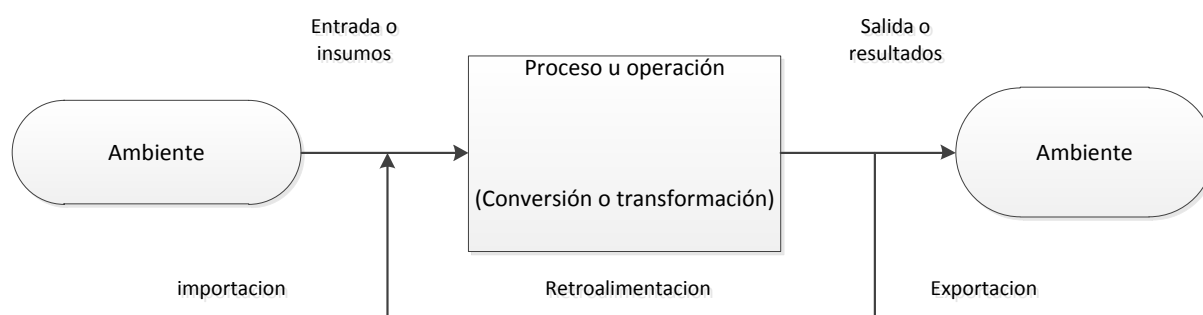 Entrada o
insumos
Salida o
resultados
Proceso u operación
Ambiente
Ambiente
(Conversión o transformación)
importacion
Retroalimentacion
Exportacion